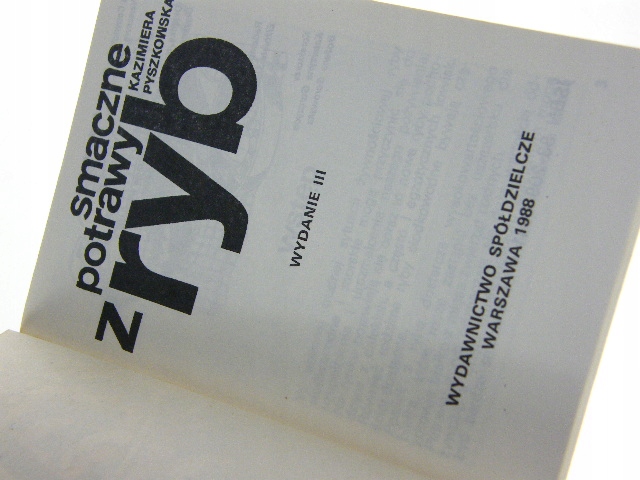 KAZIMIERA
PYSZKOWSKA
smaczne
potrawy
z ryb
WYDANIE III
WYDAWNICTWO SPÓŁDZIELCZE
WARSZAWA 1988